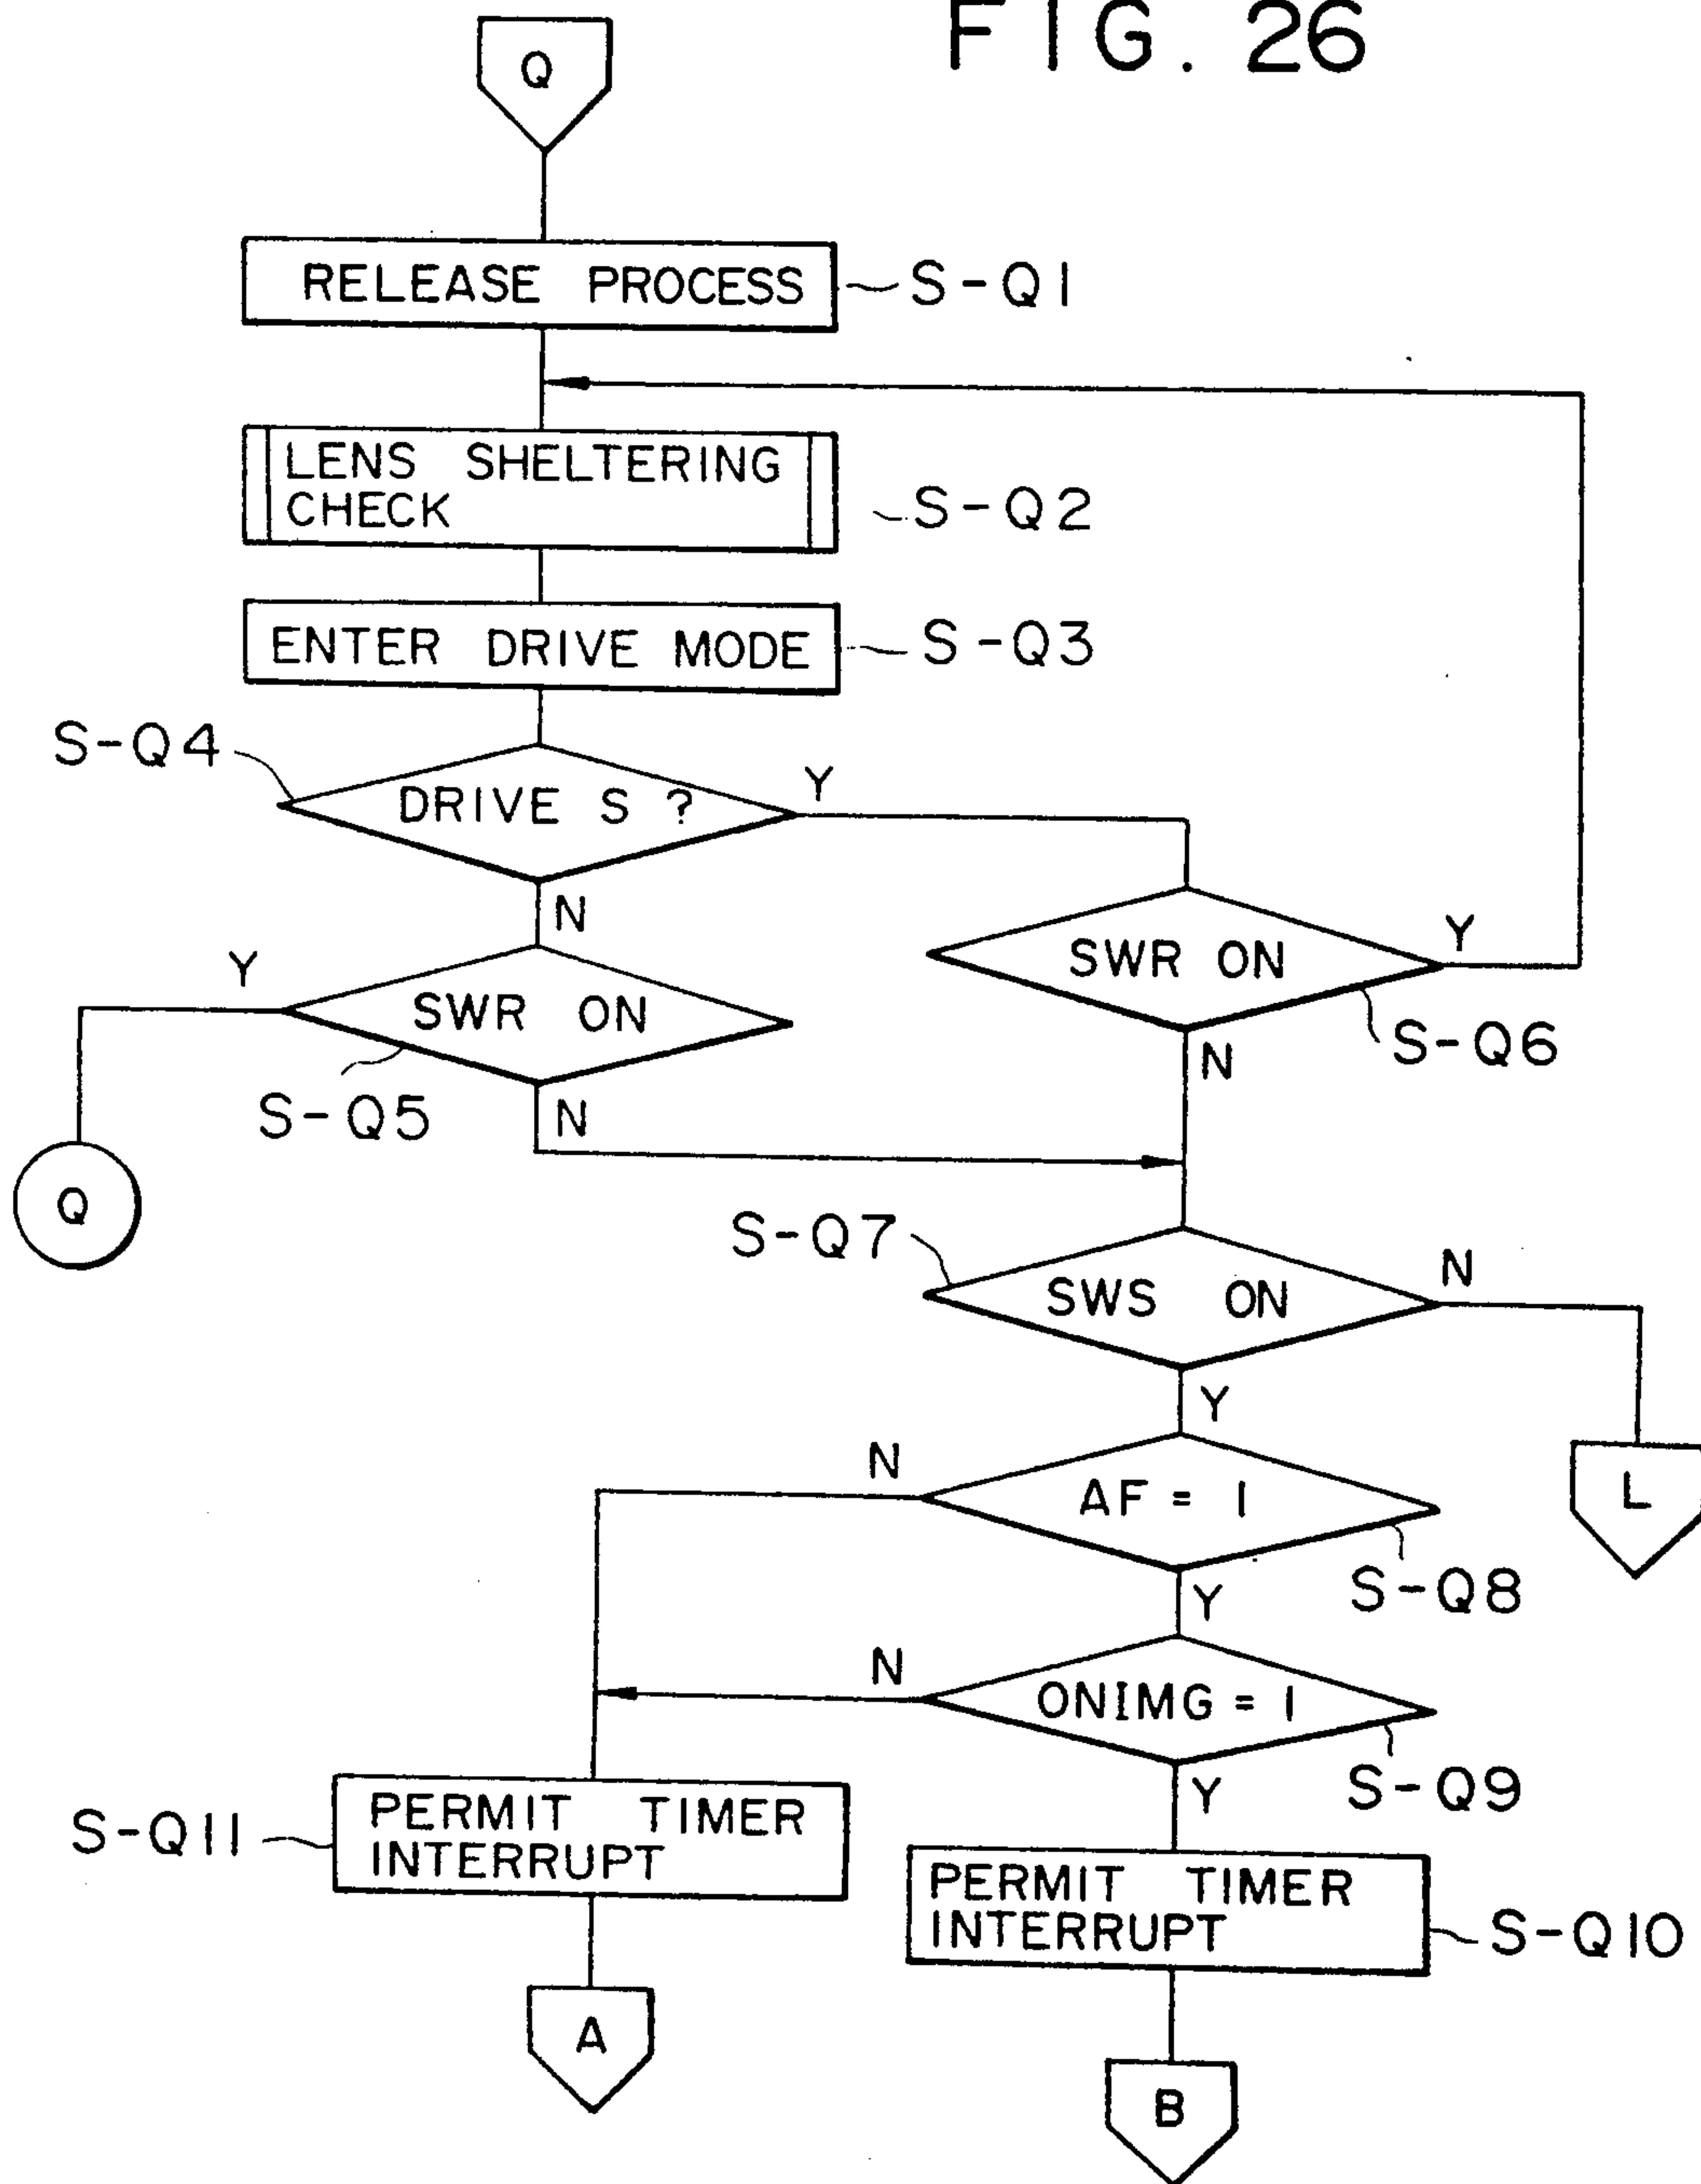 FIG. 26
Q
RELEASE PROCESS
S-Q1
LENS SHELTERING
CHECK
S-Q2
ENTER DRIVE MODE
S-Q3
S-Q4
DRIVE S ?
Y
N
SWR ON
Y
S-Q6
N
Y
SWR ON
S-Q5
N
Q
S-Q7
SWS ON
N
L
Y
N
AF = 1
S-Q8
Y
N
ONIMG = 1
S-Q9
Y
S-Q11
PERMIT TIMER
INTERRUPT
PERMIT TIMER
INTERRUPT
S-Q10
A
B